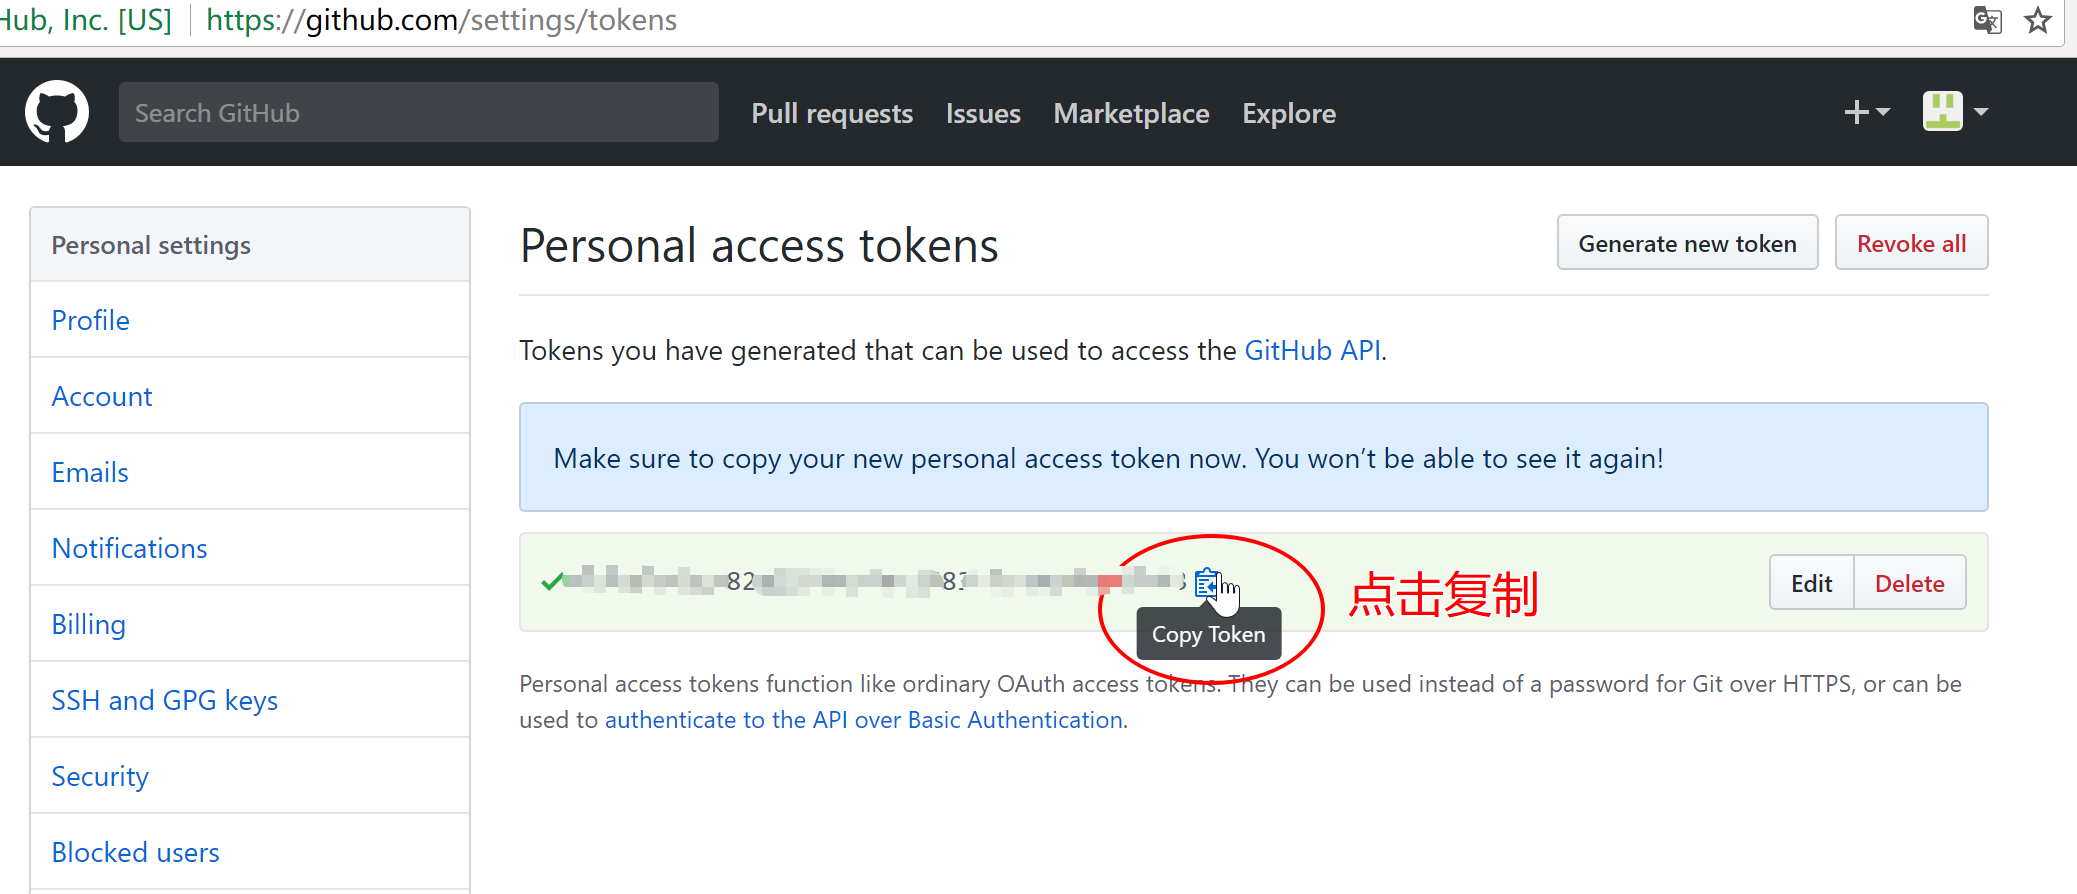 Hub, Inc. [US] https://github.com/settings/tokens
Search GitHub
Pull requests
Issues
Marketplace
Explore
Personal settings
Profile
Account
Emails
Notifications
Billing
SSH and GPG keys
Security
Blocked users
Personal access tokens
Generate new token
Revoke all
Tokens you have generated that can be used to access the GitHub API.
Make sure to copy your new personal access token now. You won’t be able to see it again!
82 83
点击复制
Edit
Delete
Copy Token
Personal access tokens function like ordinary OAuth access tokens. They can be used instead of a password for Git over HTTPS, or can be
used to authenticate to the API over Basic Authentication.